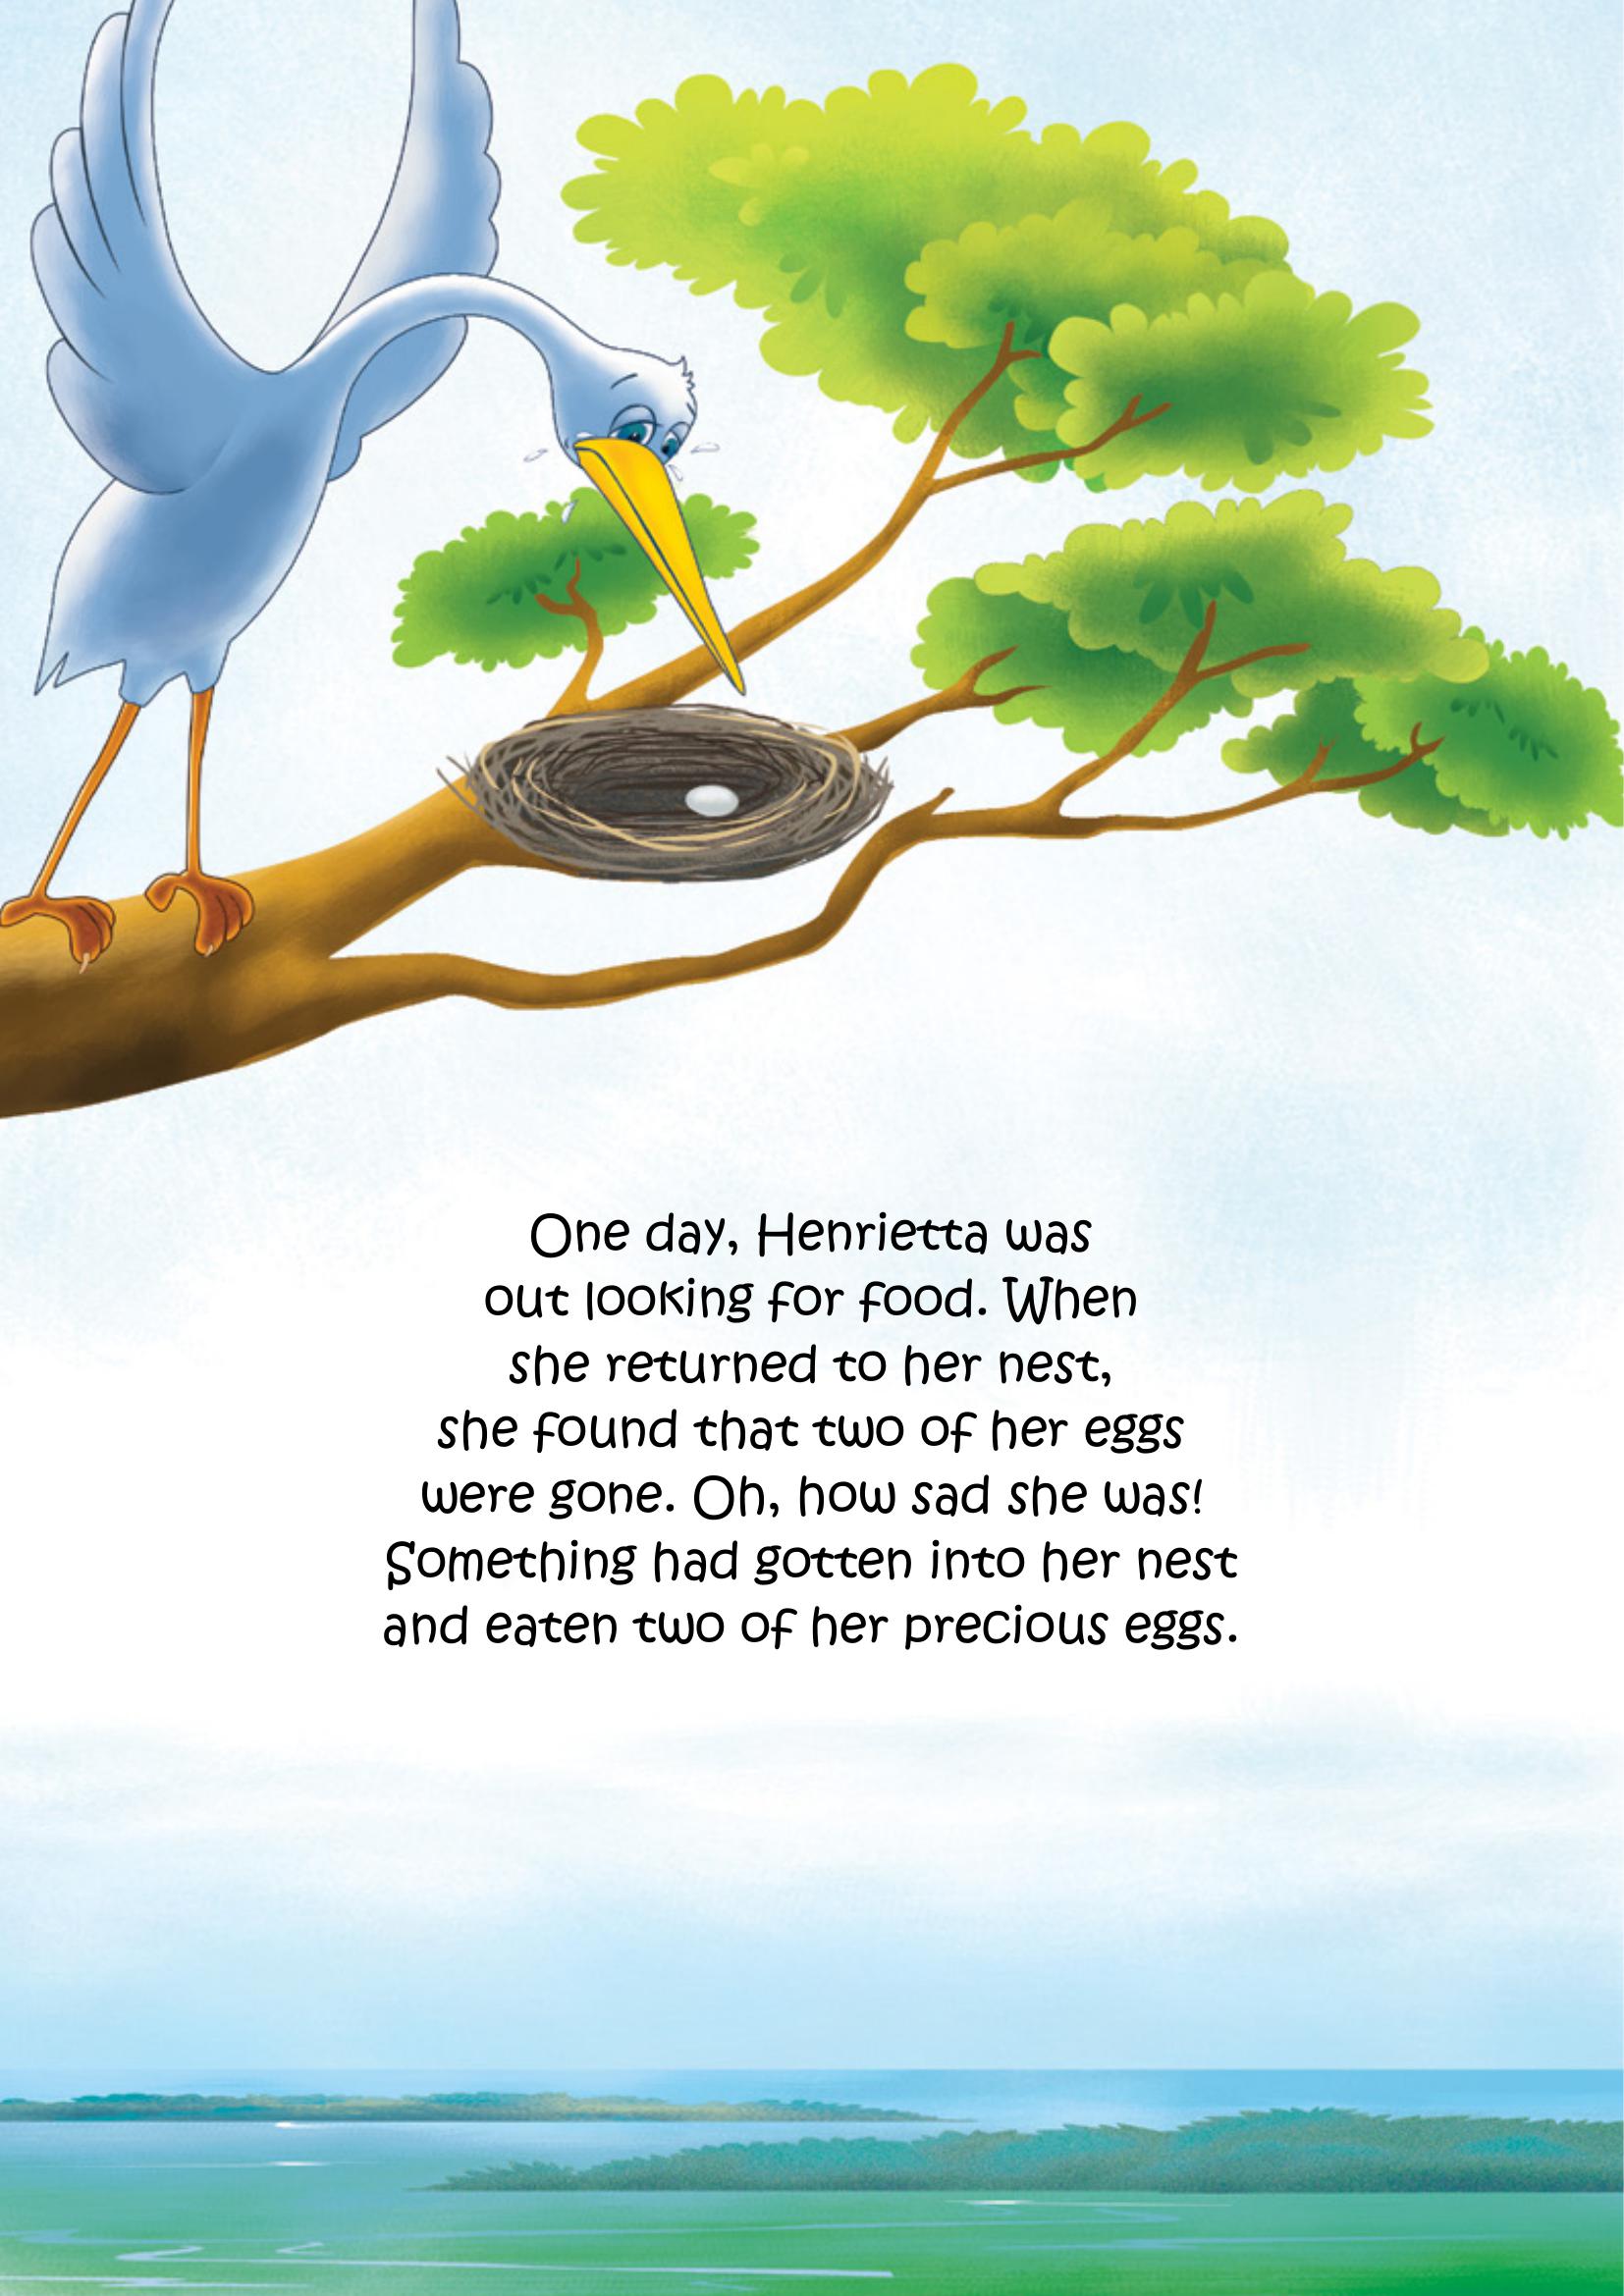 One day, Henrietta was
out looking for food. When
she returned to her nest,
she found that two of her eggs
were gone. Oh, how sad she was!
Something had gotten into her nest
and eaten two of her precious eggs.